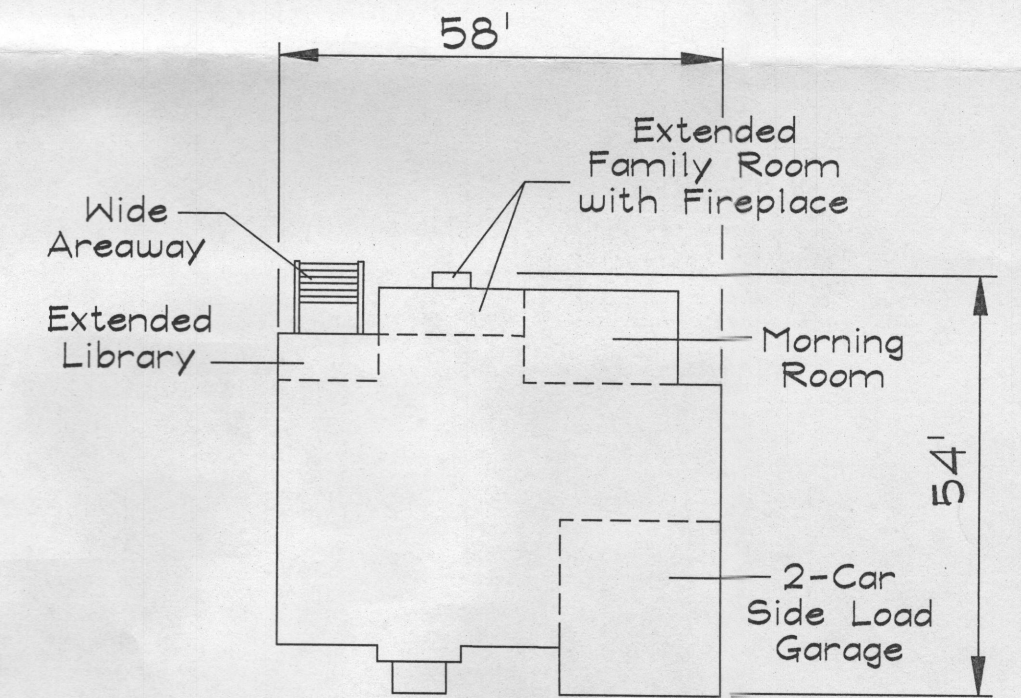 58'
Extended
Family Room
with Fireplace
Wide
Areaway
Extended
Library
Morning
Room
54'
2-Car
Side Load
Garage